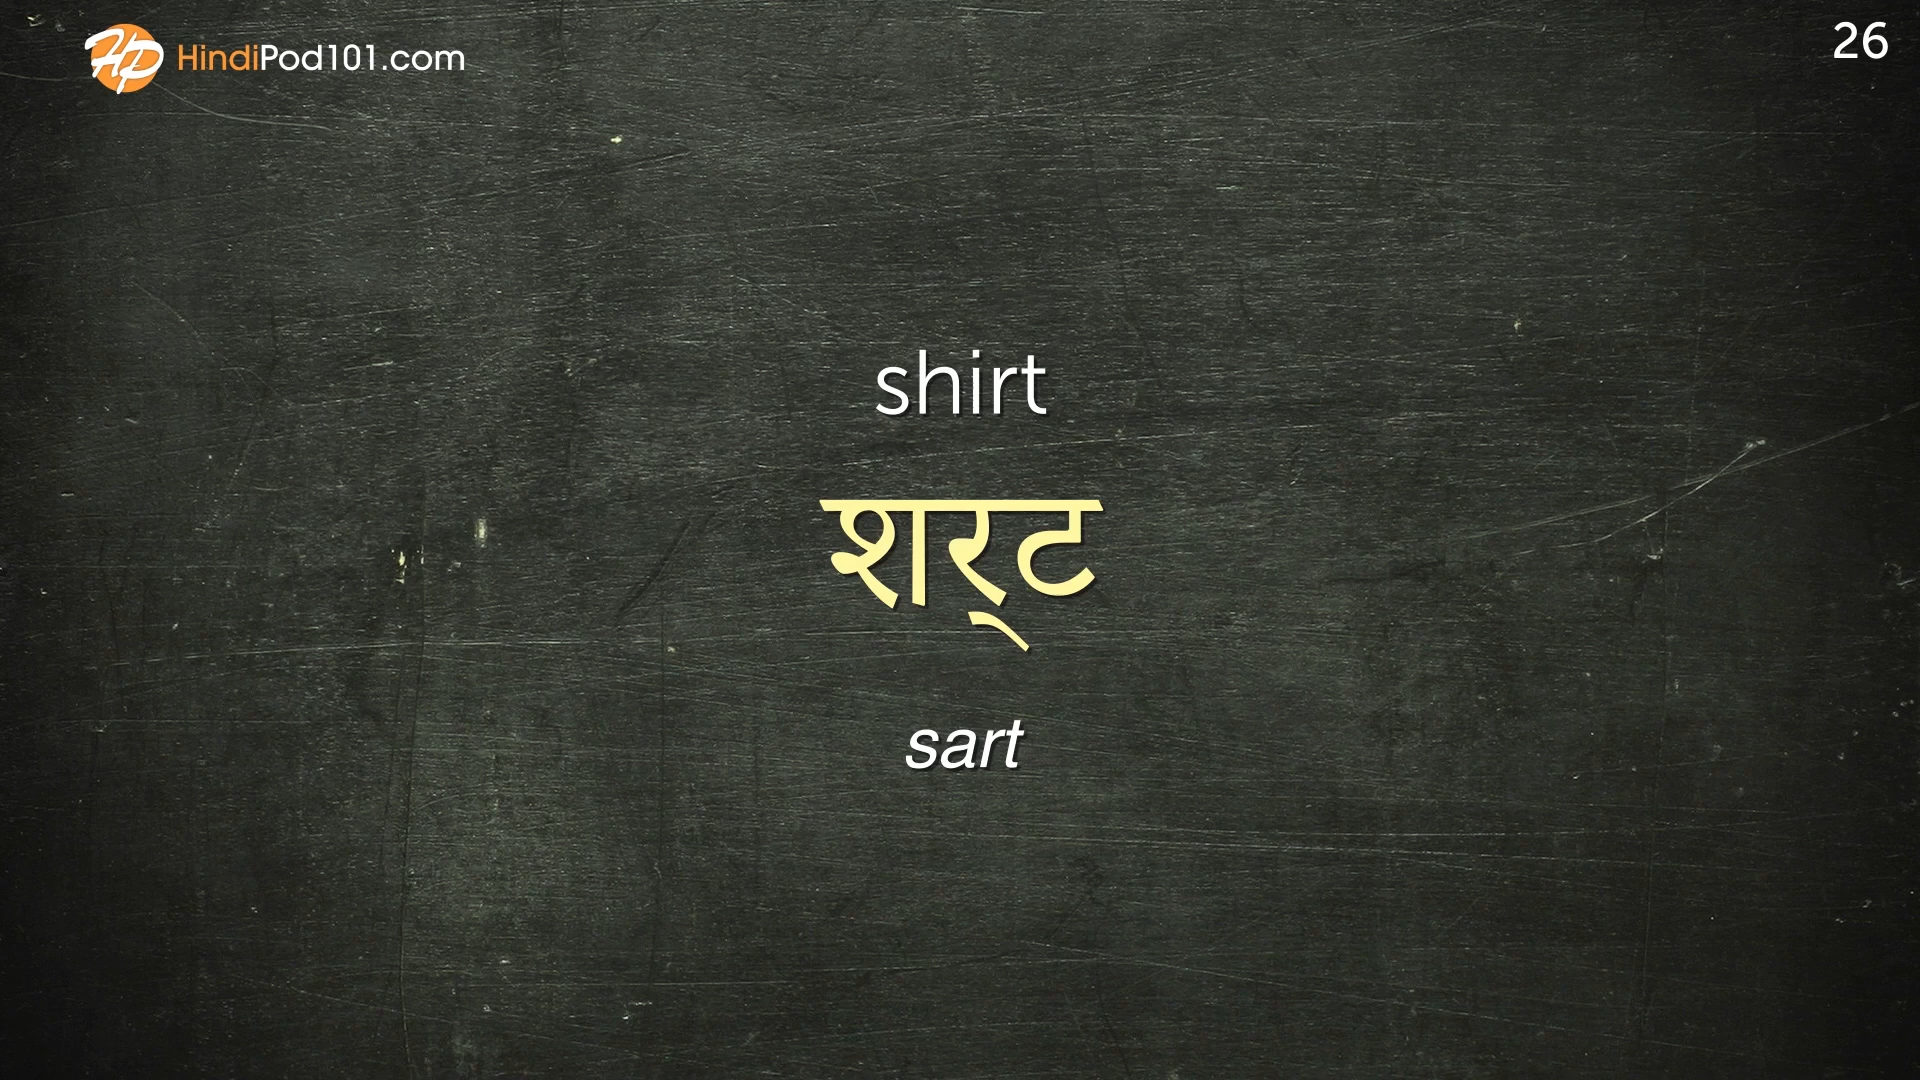 HindiPod101.com
26
shirt
शर्‌ट
sart